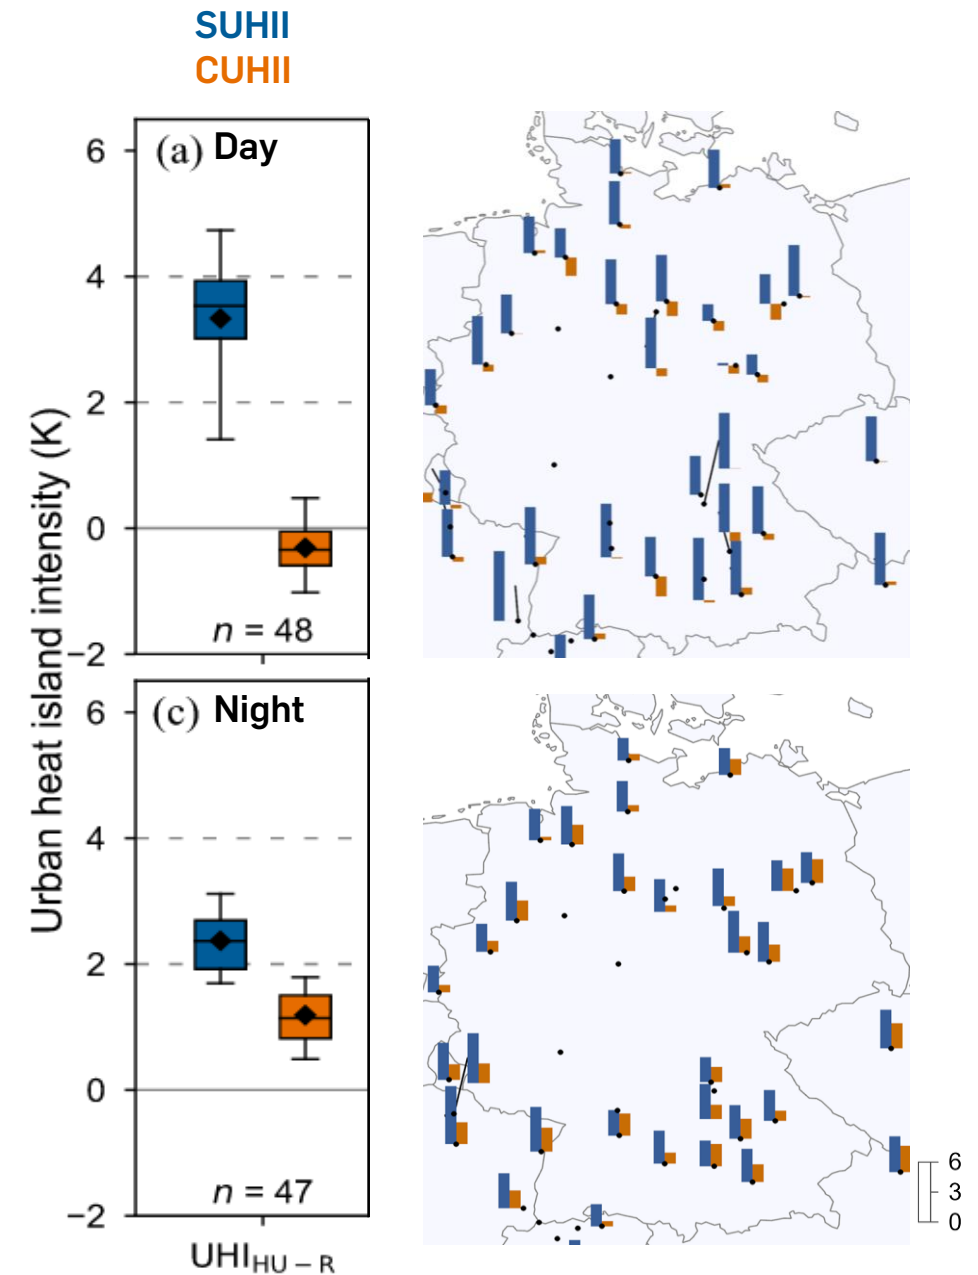 SUHII
CUHII
Urban heat island intensity (K)
(a) Day
6
4
2
0
−2
n = 48
(c) Night
6
4
2
0
−2
n = 47
UHI_HU − R
6
3
0